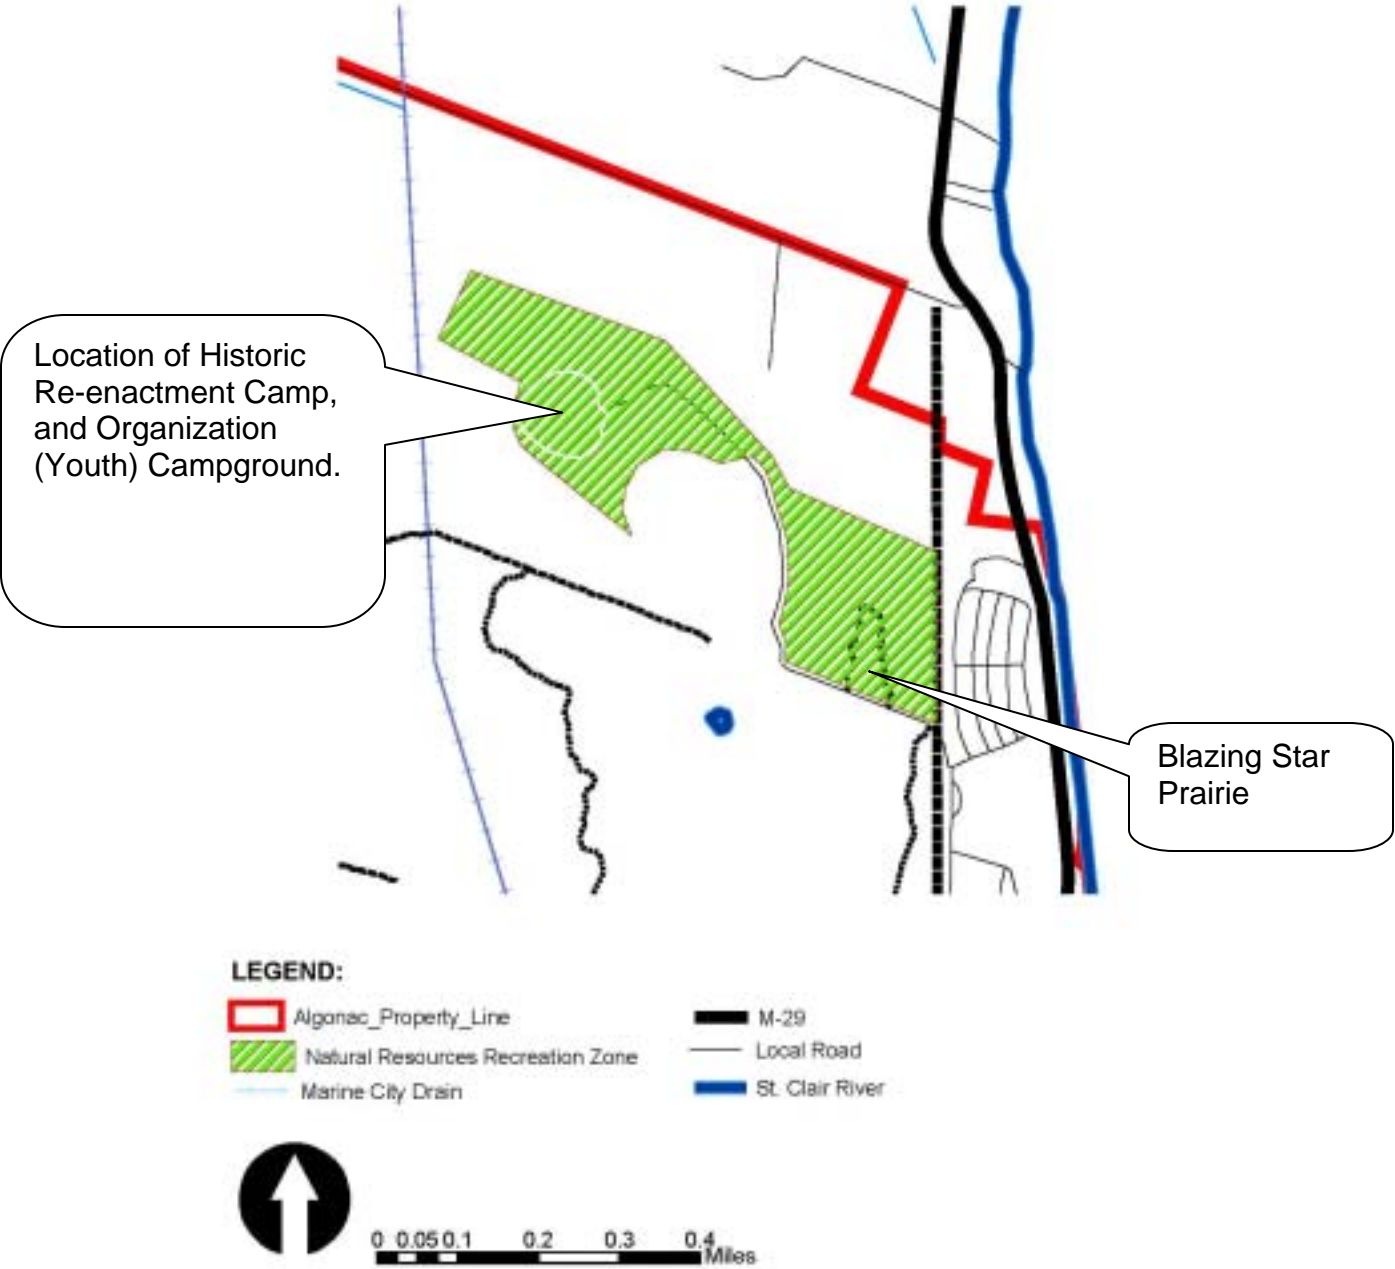 Location of Historic
Re-enactment Camp,
and Organization
(Youth) Campground.
Blazing Star
Prairie
LEGEND:
Algonac_Property_Line
Natural Resources Recreation Zone
Marine City Drain
M-29
Local Road
St. Clair River
0 0.05 0.1 0.2 0.3 0.4
Miles